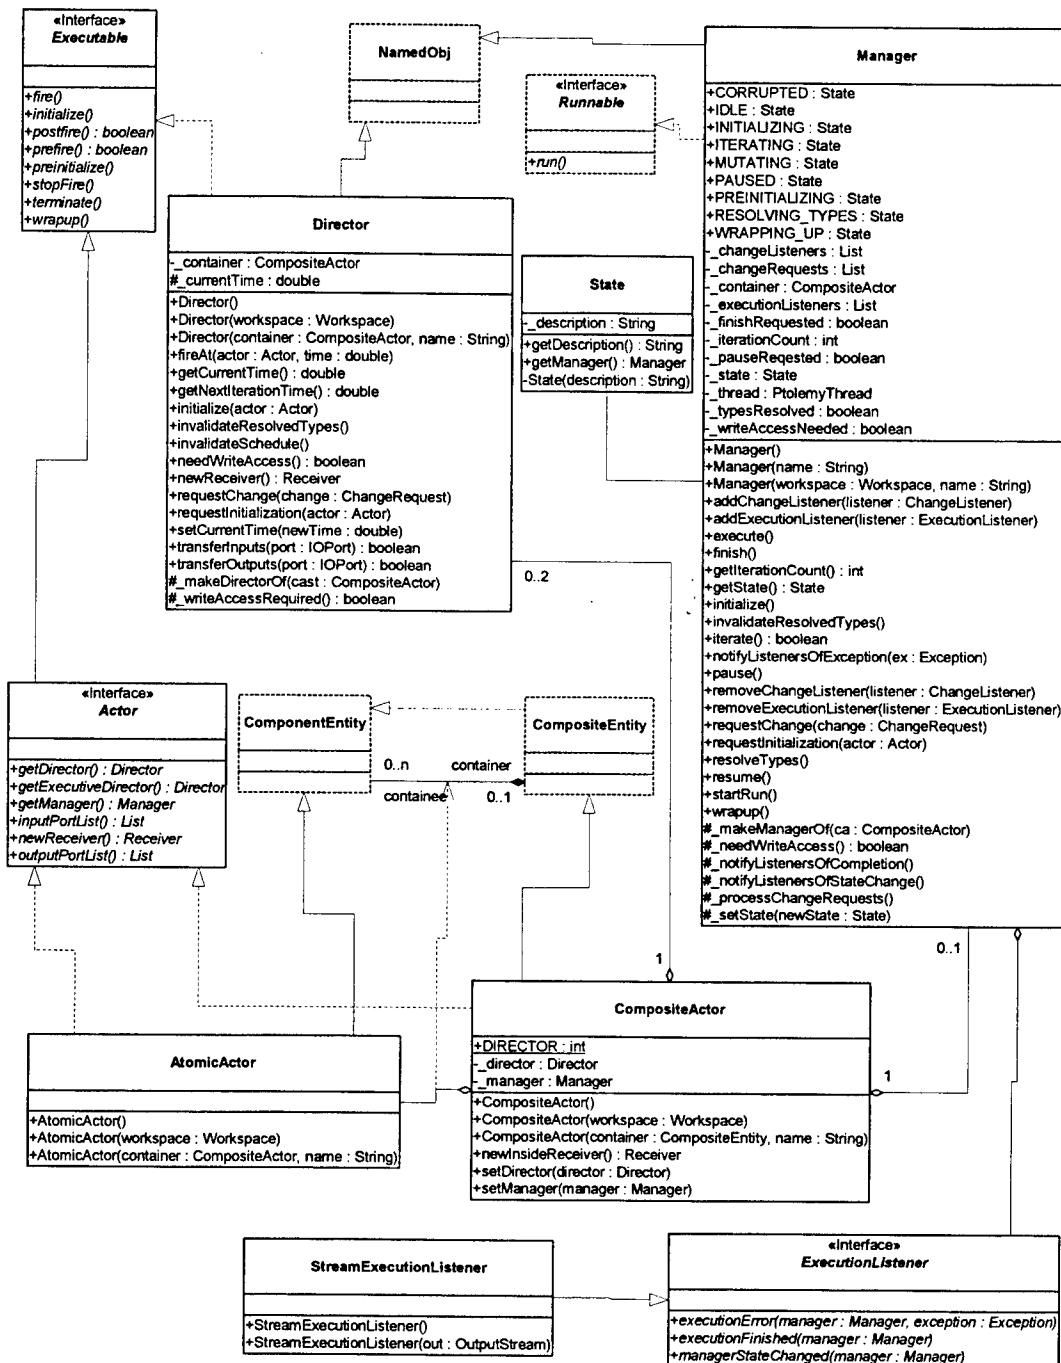 «Interface»
Executable
+fire()
+initialize()
+postfire() : boolean
+prefire() : boolean
+preinitialize()
+stopFire()
+terminate()
+wrapup()
NamedObj
«Interface»
Runnable
+run()
Manager
+CORRUPTED : State
+IDLE : State
+INITIALIZING : State
+ITERATING : State
+MUTATING : State
+PAUSED : State
+PREINITIALIZING : State
+RESOLVING_TYPES : State
+WRAPPING_UP : State
-_changeListeners : List
-_changeRequests : List
-_container : CompositeActor
-_executionListeners : List
-_finishRequested : boolean
-_iterationCount : int
-_pauseReqested : boolean
-_state : State
-_thread : PtolemyThread
-_typesResolved : boolean
-_writeAccessNeeded : boolean
+Manager()
+Manager(name : String)
+Manager(workspace : Workspace, name : String)
+addChangeListener(listener : ChangeListener)
+addExecutionListener(listener : ExecutionListener)
+execute()
+finish()
+getIterationCount() : int
+getState() : State
+initialize()
+invalidateResolvedTypes()
+iterate() : boolean
+notifyListenersOfException(ex : Exception)
+pause()
+removeChangeListener(listener : ChangeListener)
+removeExecutionListener(listener : ExecutionListener)
+requestChange(change : ChangeRequest)
+requestInitialization(actor : Actor)
+resolveTypes()
+resume()
+startRun()
+wrapup()
#_makeManagerOf(ca : CompositeActor)
#_needWriteAccess() : boolean
#_notifyListenersOfCompletion()
#_notifyListenersOfStateChange()
#_processChangeRequests()
#_setState(newState : State)
Director
-_container : CompositeActor
#_currentTime : double
+Director()
+Director(workspace : Workspace)
+Director(container : CompositeActor, name : String)
+fireAt(actor : Actor, time : double)
+getCurrentTime() : double
+getNextIterationTime() : double
+initialize(actor : Actor)
+invalidateResolvedTypes()
+invalidateSchedule()
+needWriteAccess() : boolean
+newReceiver() : Receiver
+requestChange(change : ChangeRequest)
+requestInitialization(actor : Actor)
+setCurrentTime(newTime : double)
+transferInputs(port : IOPort) : boolean
+transferOutputs(port : IOPort) : boolean
#_makeDirectorOf(cast : CompositeActor)
#_writeAccessRequired() : boolean
State
-_description : String
+getDescription() : String
+getManager() : Manager
-State(description : String)
0..2
«Interface»
Actor
+getDirector() : Director
+getExecutiveDirector() : Director
+getManager() : Manager
+inputPortList() : List
+newReceiver() : Receiver
+outputPortList() : List
ComponentEntity
CompositeEntity
0..n
container
containee
0..1
0..1
1
CompositeActor
+DIRECTOR : int
-_director : Director
-_manager : Manager
+CompositeActor()
+CompositeActor(workspace : Workspace)
+CompositeActor(container : CompositeEntity, name : String)
+newInsideReceiver() : Receiver
+setDirector(director : Director)
+setManager(manager : Manager)
1
AtomicActor
+AtomicActor()
+AtomicActor(workspace : Workspace)
+AtomicActor(container : CompositeActor, name : String)
StreamExecutionListener
+StreamExecutionListener()
+StreamExecutionListener(out : OutputStream)
«Interface»
ExecutionListener
+executionError(manager : Manager, exception : Exception)
+executionFinished(manager : Manager)
+managerStateChanged(manager : Manager)